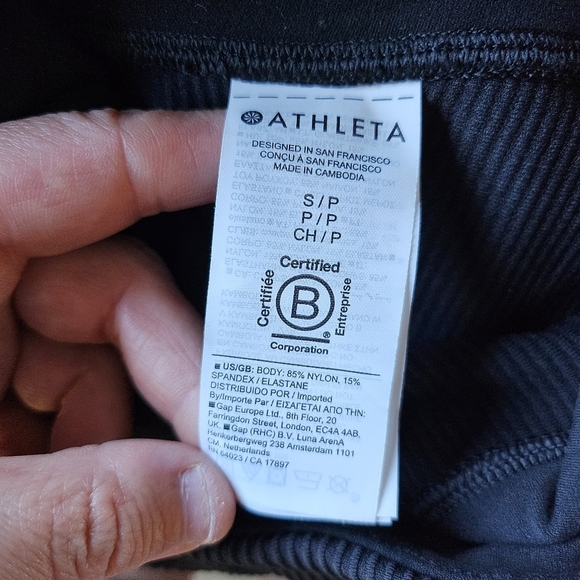 ATHLETA
DESIGNED IN SAN FRANCISCO
CONÇU À SAN FRANCISCO
MADE IN CAMBODIA
S / P
P / P
CH / P
Certified
Certifiée
B
Entreprise
®
Corporation
US/GB: BODY: 85% NYLON, 15%
SPANDEX / ELASTANE
DISTRIBUIDO POR / Imported
By/Importe Par / ΕΙΣΑΓΕΤΑΙ ΑΠΟ ΤΗΝ:
Gap Europe Ltd., 8th Floor, 20
Farringdon Street, London, EC4A 4AB,
UK. Gap (RHC) B.V. Luna ArenA
Herikerbergweg 238 Amsterdam 1101
CM, Netherlands
RN 54023 / CA 17897